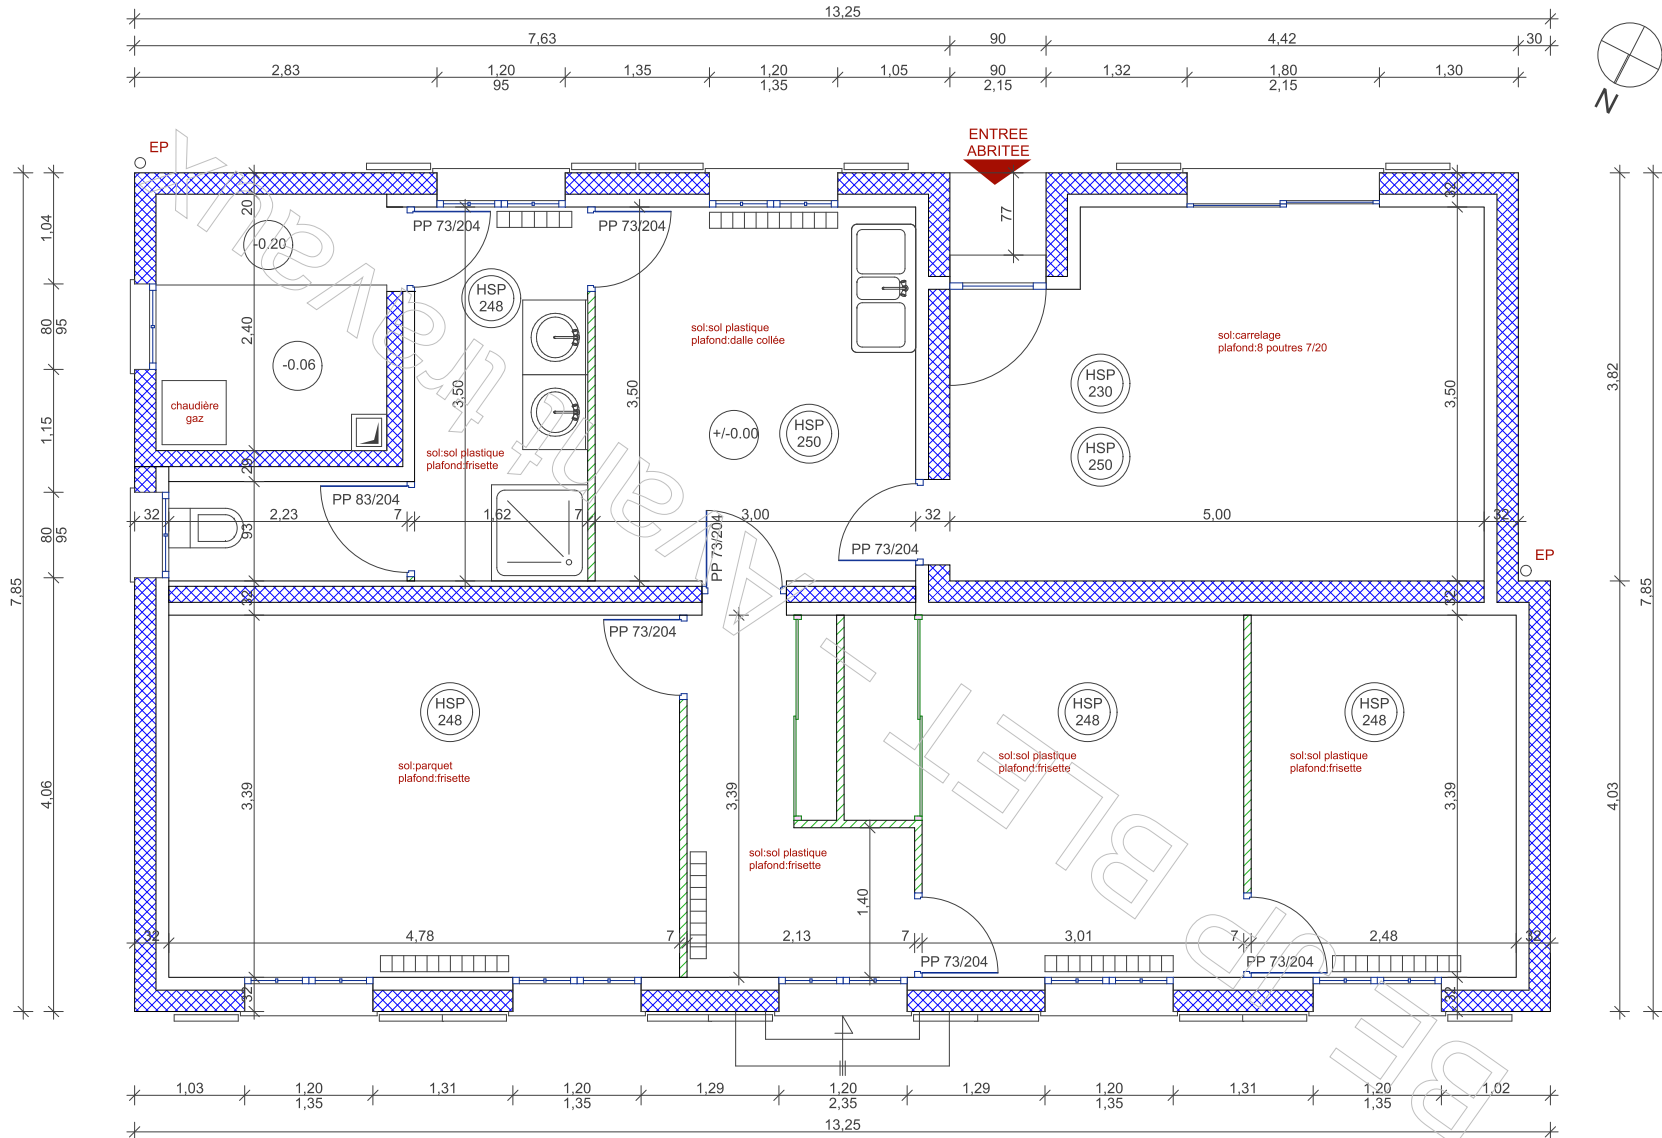 13,25
7,63
90
4,42
30
2,83
1,20
95
1,35
1,20
1,35
1,05
90
2,15
1,32
1,80
2,15
1,30
N
EP
ENTREE
ABRITEE
77
32
20
-0.20
PP 73/204
PP 73/204
HSP
248
1,04
80
95
1,15
80
95
4,06
7,85
2,40
-0.06
chaudière
gaz
sol:sol plastique
plafond:frisette
3,50
3,50
sol:sol plastique
plafond:dalle collée
+/-0.00
HSP
250
sol:carrelage
plafond:8 poutres 7/20
HSP
230
HSP
250
3,50
3,82
4,03
7,85
EP
29
PP 83/204
93
32
2,23
7
1,62
7
3,00
32
5,00
32
PP 73/204
PP 73/204
32
32
PP 73/204
HSP
248
sol:parquet
plafond:frisette
3,39
3,39
sol:sol plastique
plafond:frisette
1,40
HSP
248
sol:sol plastique
plafond:frisette
HSP
248
sol:sol plastique
plafond:frisette
3,39
32
4,78
7
2,13
7
3,01
7
2,48
32
PP 73/204
PP 73/204
32
32
1,03
1,20
1,35
1,31
1,20
1,35
1,29
1,20
2,35
1,29
1,20
1,35
1,31
1,20
1,35
1,02
13,25